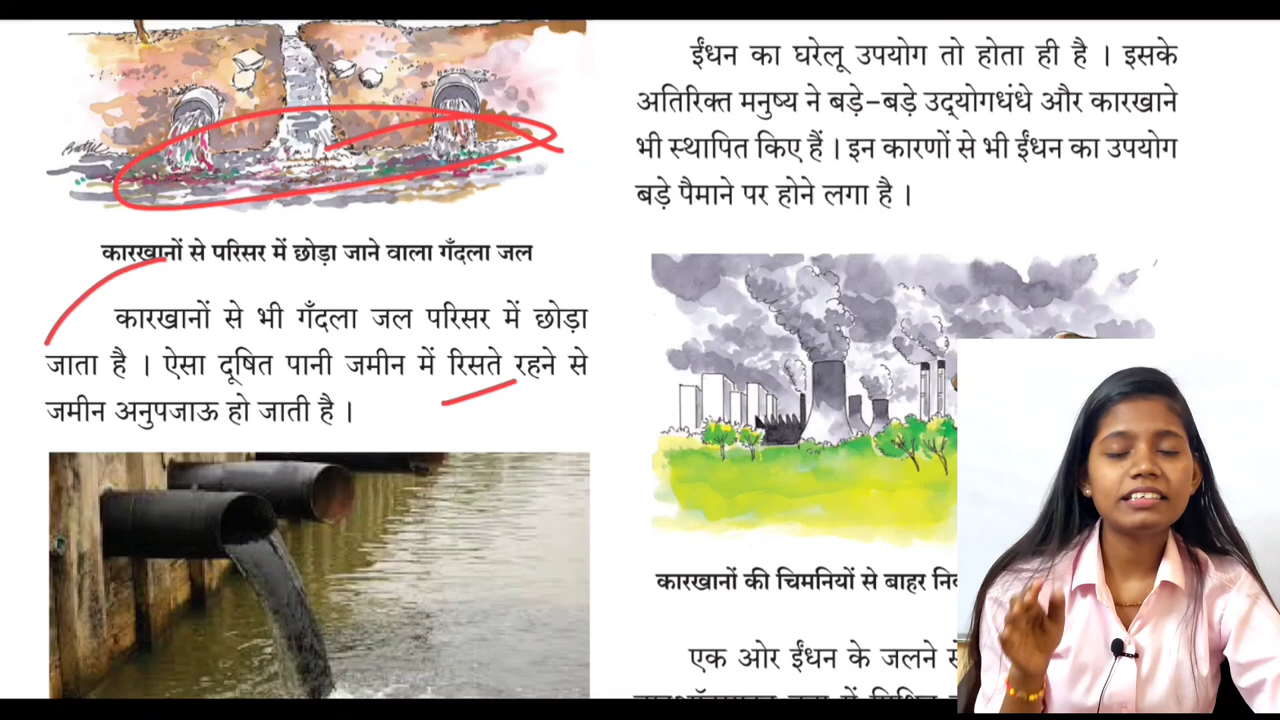 कारखानों से परिसर में छोड़ा जाने वाला गँदला जल
कारखानों से भी गँदला जल परिसर में छोड़ा
जाता है । ऐसा दूषित पानी जमीन में रिसते रहने से
जमीन अनुपजाऊ हो जाती है ।
ईंधन का घरेलू उपयोग तो होता ही है । इसके
अतिरिक्त मनुष्य ने बड़े-बड़े उद्‌योगधंधे और कारखाने
भी स्थापित किए हैं । इन कारणों से भी ईंधन का उपयोग
बड़े पैमाने पर होने लगा है ।
कारखानों की चिमनियों से बाहर
एक ओर ईंधन के जलने